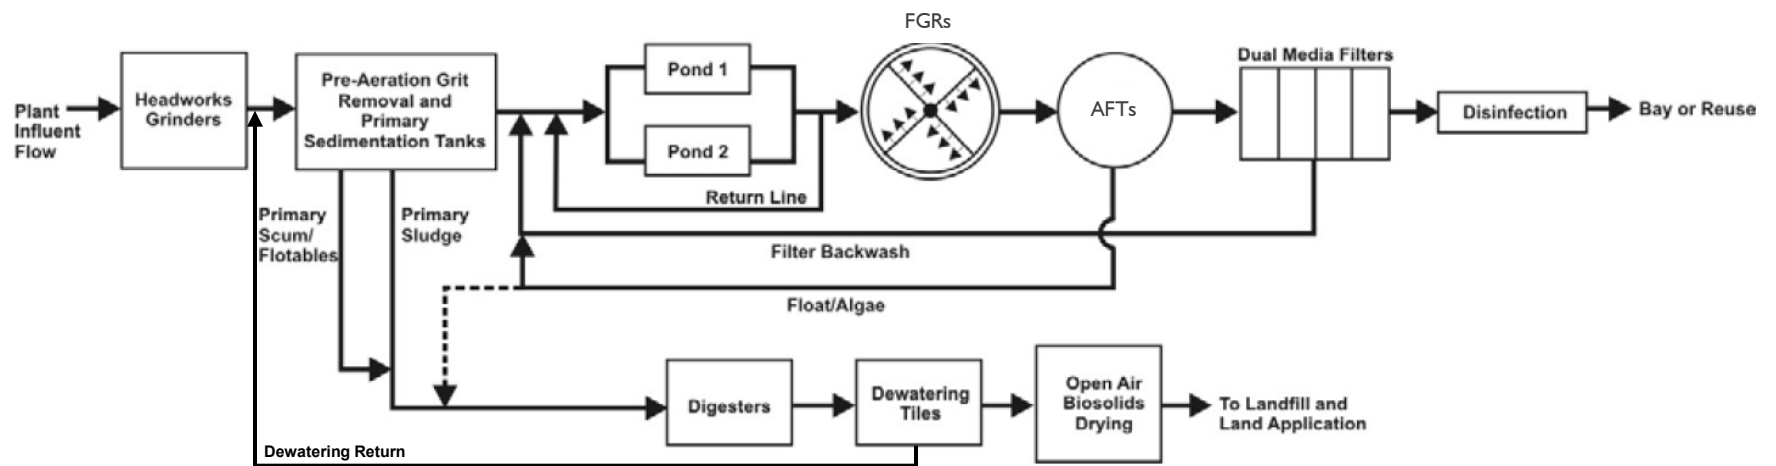 FGRs
Plant
Influent
Flow
Headworks
Grinders
Pre-Aeration Grit
Removal and
Primary
Sedimentation Tanks
Pond 1
Pond 2
Return Line
AFTs
Dual Media Filters
Disinfection
Bay or Reuse
Primary
Scum/
Flotables
Primary
Sludge
Filter Backwash
Float/Algae
Digesters
Dewatering
Tiles
Open Air
Biosolids
Drying
To Landfill and
Land Application
Dewatering Return